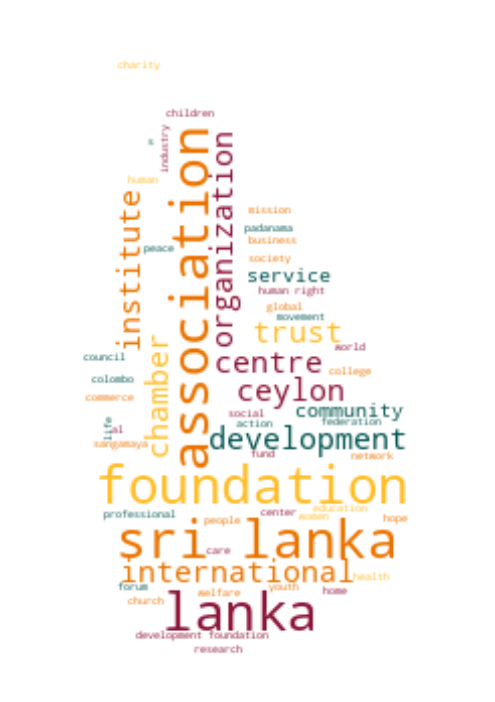 charity
children
s
industry
human
association
organization
institute
mission
padanama
business
peace
society
service
human right
global
movement
trust
chamber
world
council
centre
college
colombo
ceylon
commerce
social
community
action
federation
life
al
development
sangamaya
fund
network
foundation
professional
center
education
people
women
hope
sri lanka
care
international
health
forum
youth
home
welfare
church
lanka
development foundation
research